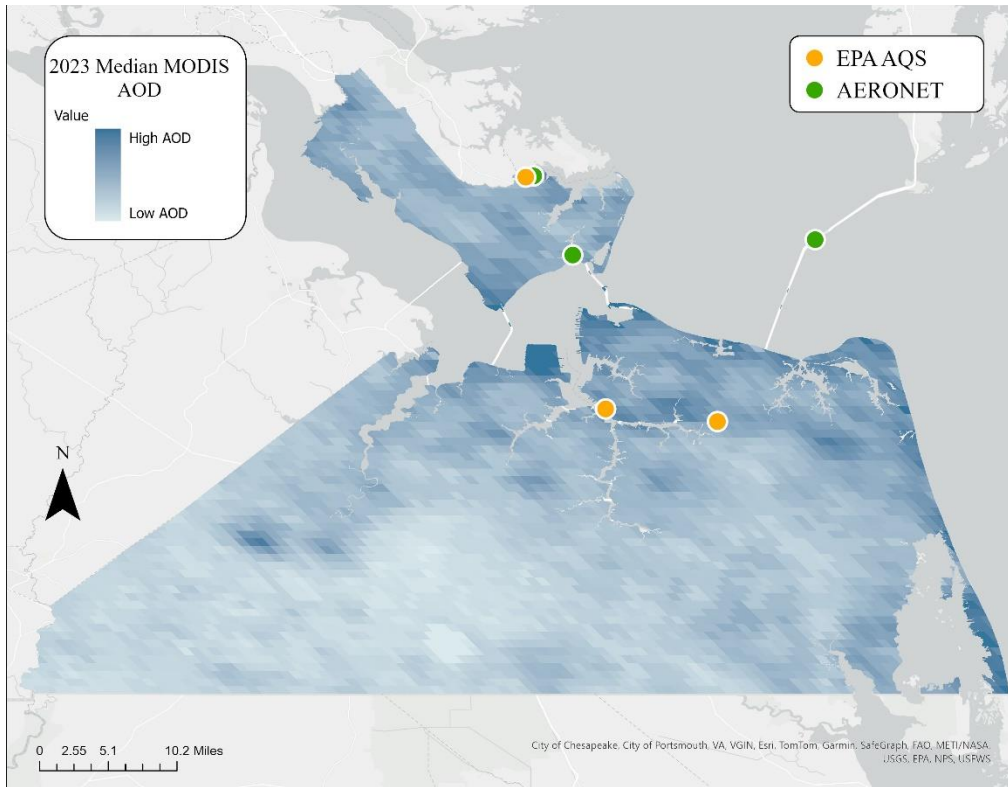 2023 Median MODIS
AOD
Value
High AOD
Low AOD
EPA AQS
AERONET
N
0 2.55 5.1 10.2 Miles
City of Chesapeake, City of Portsmouth, VA, VGIN, Esri, TomTom, Garmin, SafeGraph, FAO, METI/NASA,
USGS, EPA, NPS, USFWS